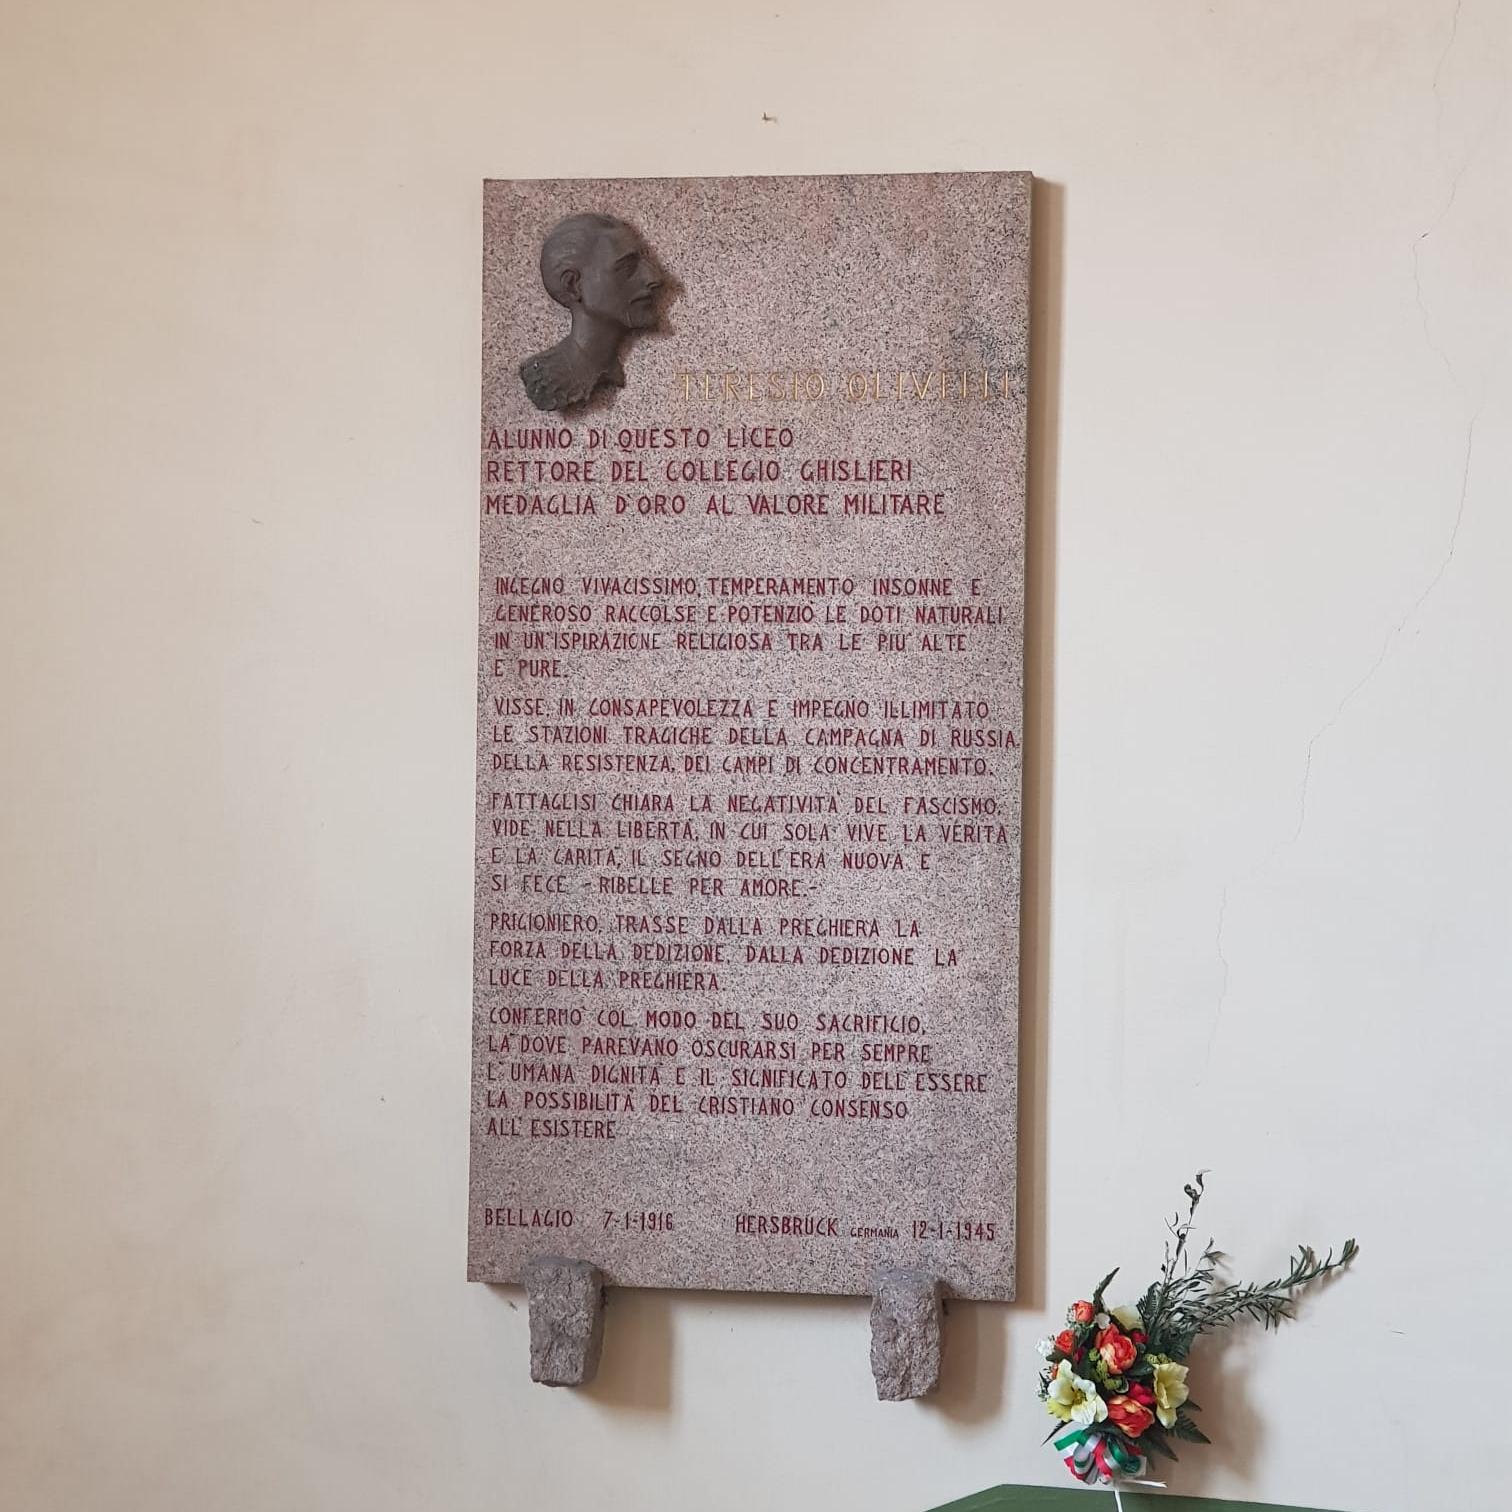 TERESIO OLIVELLI
ALUNNO DI QUESTO LICEO
RETTORE DEL COLLEGIO GHISLIERI
MEDAGLIA D'ORO AL VALORE MILITARE
INGEGNO VIVACISSIMO, TEMPERAMENTO INSONNE E
GENEROSO RACCOLSE E POTENZIÒ LE DOTI NATURALI
IN UN'ISPIRAZIONE RELIGIOSA TRA LE PIÙ ALTE
E PURE.
VISSE IN CONSAPEVOLEZZA E IMPEGNO ILLIMITATO
LE STAZIONI TRAGICHE DELLA CAMPAGNA DI RUSSIA,
DELLA RESISTENZA, DEI CAMPI DI CONCENTRAMENTO.
FATTAGLISI CHIARA LA NEGATIVITÀ DEL FASCISMO,
VIDE NELLA LIBERTÀ, IN CUI SOLA VIVE LA VERITÀ
E LA CARITÀ, IL SEGNO DELL'ERA NUOVA E
SI FECE -RIBELLE PER AMORE.-
PRIGIONIERO, TRASSE DALLA PREGHIERA LA
FORZA DELLA DEDIZIONE, DALLA DEDIZIONE LA
LUCE DELLA PREGHIERA.
CONFERMÒ COL MODO DEL SUO SACRIFICIO,
LÀ DOVE PAREVANO OSCURARSI PER SEMPRE
L'UMANA DIGNITÀ E IL SIGNIFICATO DELL'ESSERE
LA POSSIBILITÀ DEL CRISTIANO CONSENSO
ALL'ESISTERE
BELLAGIO 7-1-1916 HERSBRUCK GERMANIA 12-1-1945